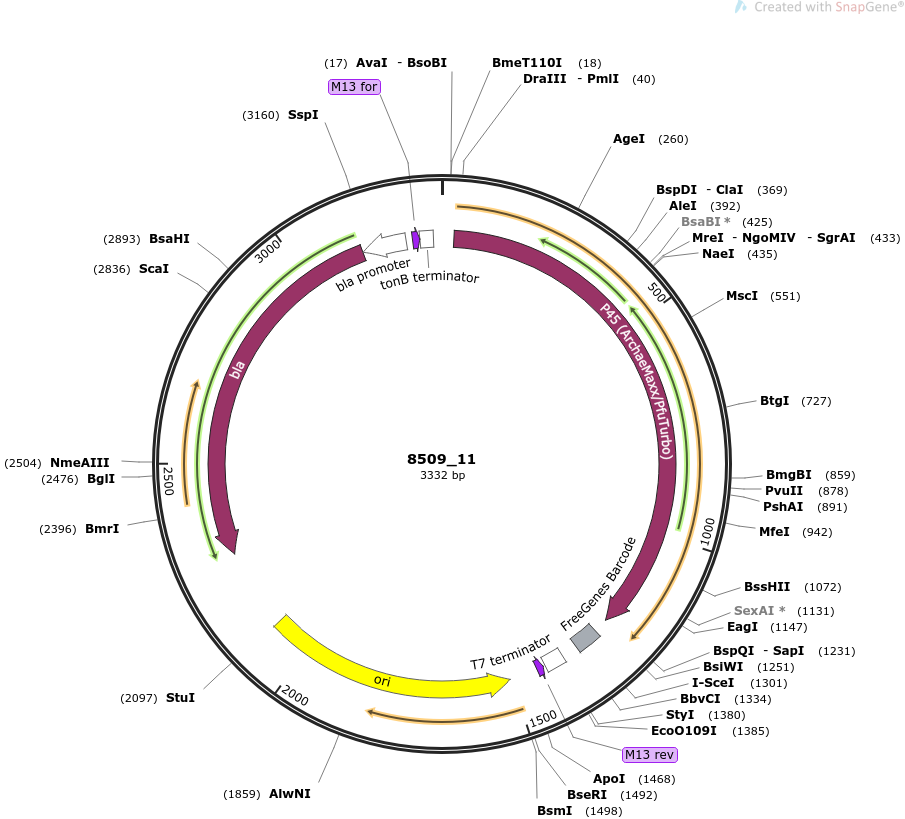 Created with SnapGene®
(17) AvaI - BsoBI
BmeT110I (18)
DraIII - PmlI (40)
M13 for
(3160) SspI
AgeI (260)
BspDI - ClaI (369)
AleI (392)
BsaBI * (425)
MreI - NgoMIV - SgrAI (433)
NaeI (435)
(2893) BsaHI
(2836) ScaI
3000
bla promoter
tonB terminator
500
MscI (551)
P45 (ArchaeMaxx/PfuTurbo)
bla
BtgI (727)
8509_11
3332 bp
(2504) NmeAIII
(2476) BglI
2500
BmgBI (859)
PvuII (878)
PshAI (891)
(2396) BmrI
MfeI (942)
1000
FreeGenes Barcode
BssHII (1072)
SexAI * (1131)
EagI (1147)
T7 terminator
BspQI - SapI (1231)
BsiWI (1251)
I-SceI (1301)
ori
BbvCI (1334)
(2097) StuI
2000
StyI (1380)
1500
EcoO109I (1385)
M13 rev
ApoI (1468)
(1859) AlwNI
BseRI (1492)
BsmI (1498)